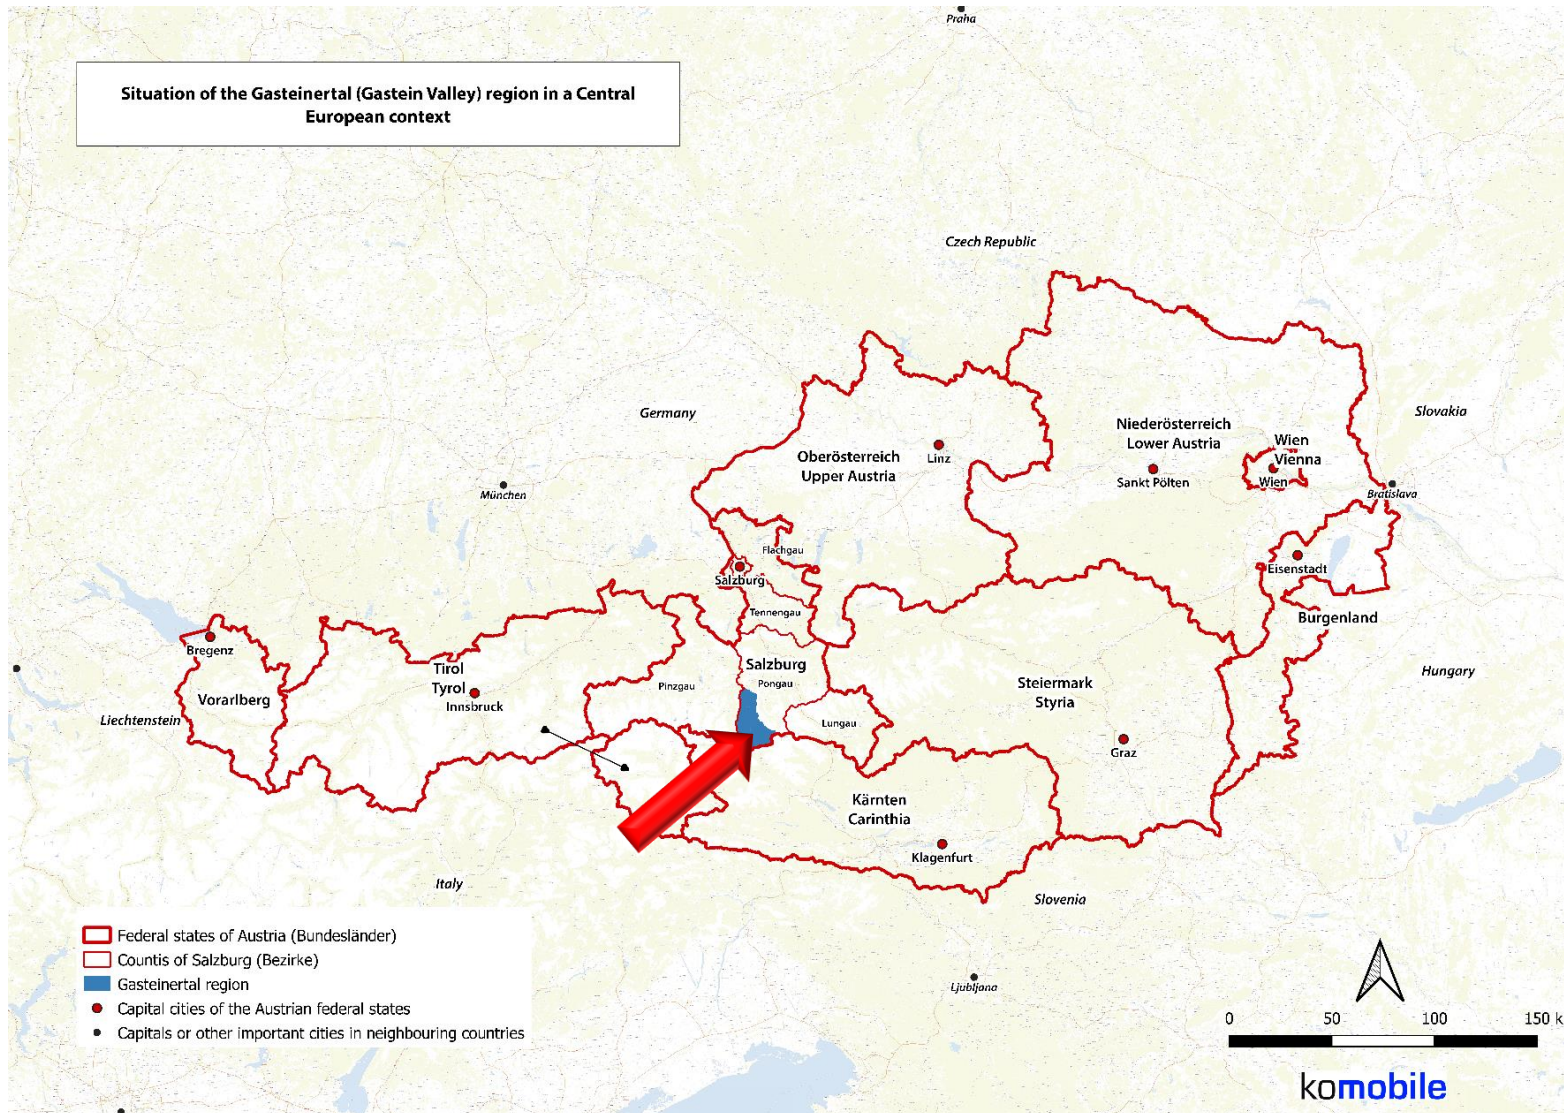 Praha
Situation of the Gasteinertal (Gastein Valley) region in a Central
European context
Czech Republic
Germany
Slovakia
Niederösterreich
Lower Austria
Wien
Vienna
Oberösterreich
Upper Austria
Linz
Sankt Pölten
Wien
München
Bratislava
Flachgau
Salzburg
Eisenstadt
Tennengau
Burgenland
Bregenz
Tirol
Tyrol
Salzburg
Pinzgau
Pongau
Steiermark
Styria
Hungary
Vorarlberg
Innsbruck
Liechtenstein
Lungau
Graz
Kärnten
Carinthia
Klagenfurt
Italy
Slovenia
Federal states of Austria (Bundesländer)
Countis of Salzburg (Bezirke)
Gasteinertal region
Capital cities of the Austrian federal states
Capitals or other important cities in neighbouring countries
Ljubljana
0 50 100 150 k
komobile